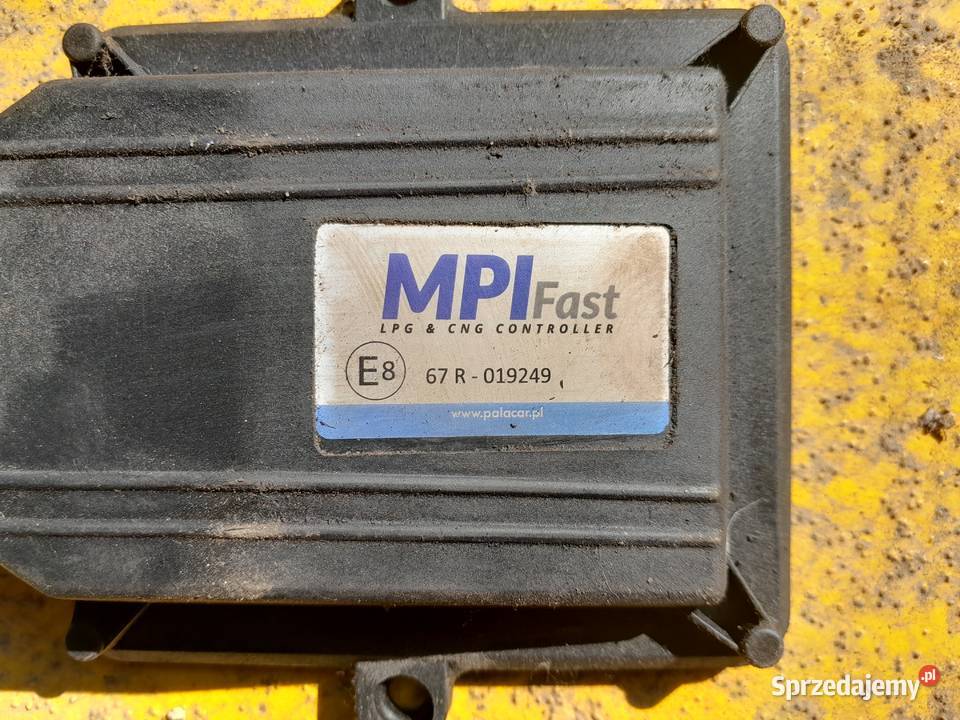 MPI Fast
LPG & CNG CONTROLLER
E8 67 R - 019249
www.palacar.pl
Sprzedajemy.pl